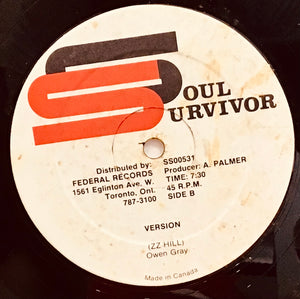 SOUL
SURVIVOR
Distributed by:
FEDERAL RECORDS
1561 Eglinton Ave. W.
Toronto, Ont.
787-3100
SS00531
Producer: A. PALMER
TIME: 7:30
45 R.P.M.
SIDE B
VERSION
(ZZ HILL)
Owen Gray
Made in Canada